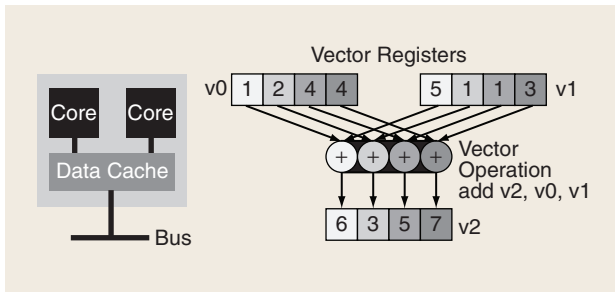 Vector Registers
v0 1 2 4 4 5 1 1 3 v1
Core Core
Data Cache
+ + + +
Vector
Operation
add v2, v0, v1
6 3 5 7 v2
Bus